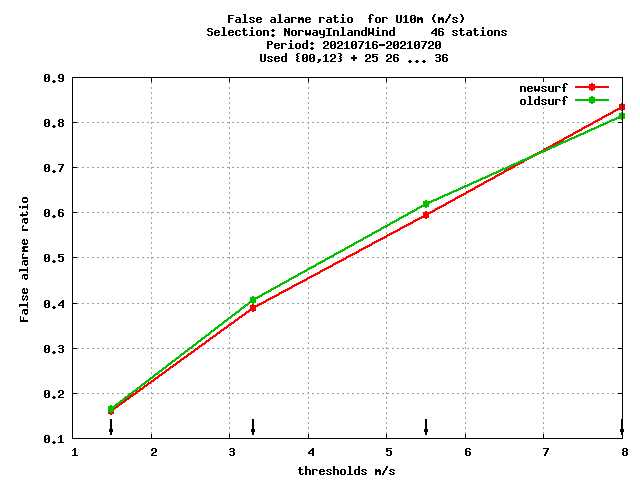 False alarme ratio  for U10m (m/s)
Selection: NorwayInlandWind     46 stations
Period: 20210716-20210720
Used {00,12} + 25 26 ... 36
newsurf
oldsurf
False alarme ratio
0.9
0.8
0.7
0.6
0.5
0.4
0.3
0.2
0.1
1 2 3 4 5 6 7 8
thresholds m/s